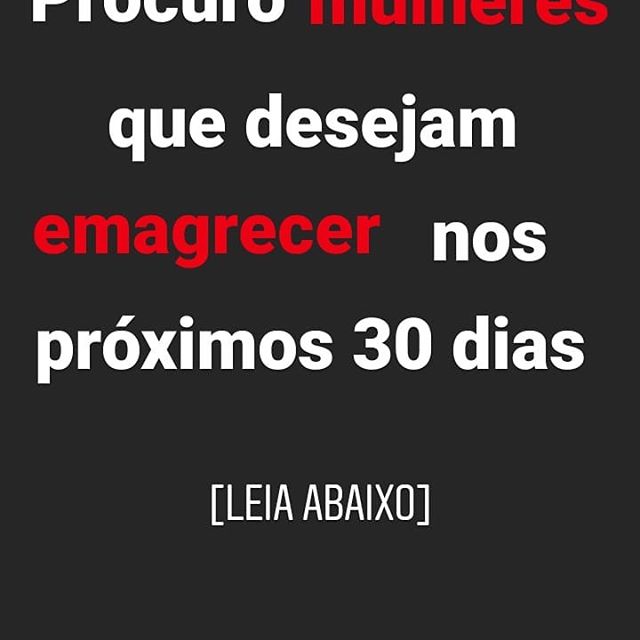 Procuro mulheres
que desejam
emagrecer nos
próximos 30 dias
[LEIA ABAIXO]